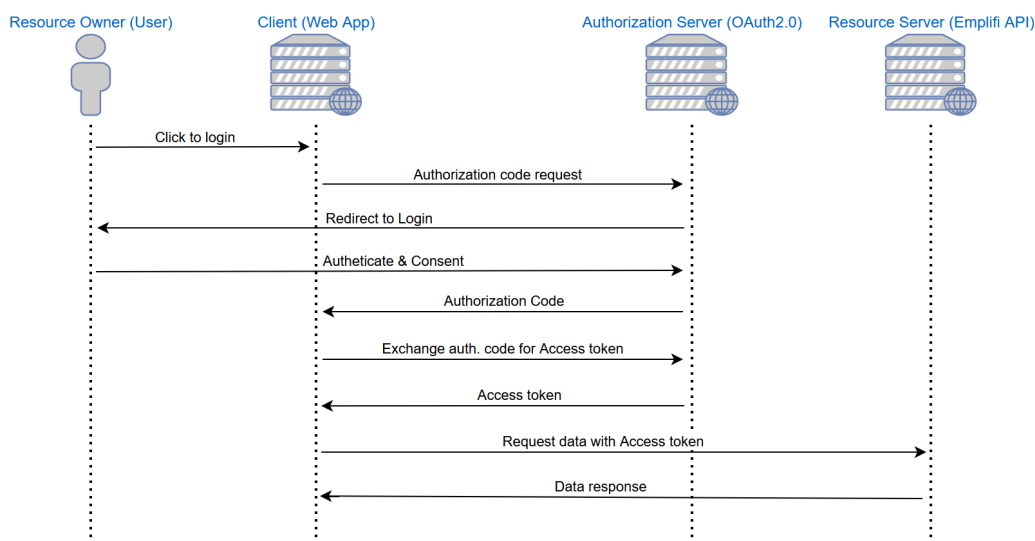 Resource Owner (User)
Client (Web App)
Authorization Server (OAuth2.0)
Resource Server (Emplifi API)
Click to login
Authorization code request
Redirect to Login
Autheticate & Consent
Authorization Code
Exchange auth. code for Access token
Access token
Request data with Access token
Data response